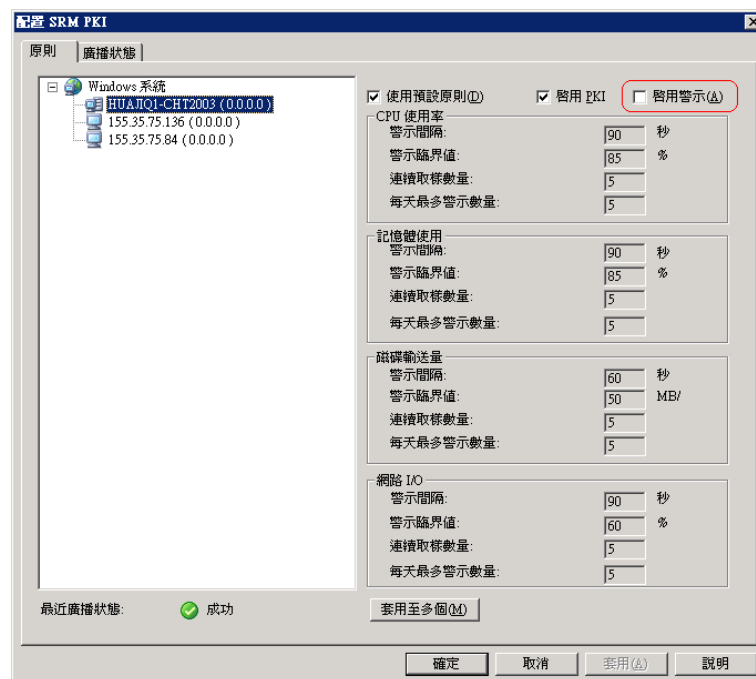 配置 SRM PKI
原則 廣播狀態
Windows 系統
HUAJIQ1-CHT2003 ( 0.0.0.0 )
155.35.75.136 ( 0.0.0.0 )
155.35.75.84 ( 0.0.0.0 )
使用預設原則(D) 啓用 PKI 啓用警示(A)
CPU 使用率
警示間隔: 90 秒
警示臨界值: 85 %
連續取樣數量: 5
每天最多警示數量: 5
記憶體使用
警示間隔: 90 秒
警示臨界值: 85 %
連續取樣數量: 5
每天最多警示數量: 5
磁碟輸送量
警示間隔: 60 秒
警示臨界值: 50 MB/
連續取樣數量: 5
每天最多警示數量: 5
網路 I/O
警示間隔: 90 秒
警示臨界值: 60 %
連續取樣數量: 5
每天最多警示數量: 5
最近廣播狀態: 成功 套用至多個(M)
確定 取消 套用(A) 説明